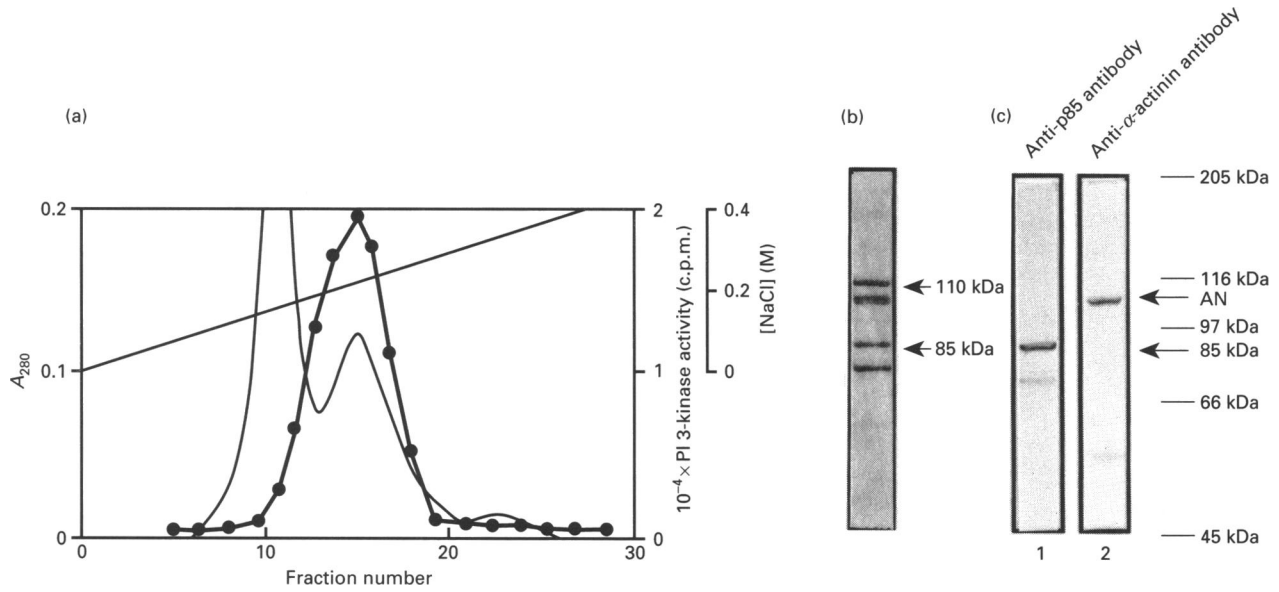 (a)
0.2
0.1
0
A280
0
10
20
30
Fraction number
2
1
0
10⁻⁴ × PI 3-kinase activity (c.p.m.)
0.4
0.2
0
[NaCl] (M)
(b)
110 kDa
85 kDa
(c)
Anti-p85 antibody
Anti-α-actinin antibody
205 kDa
116 kDa
AN
97 kDa
85 kDa
66 kDa
45 kDa
1
2